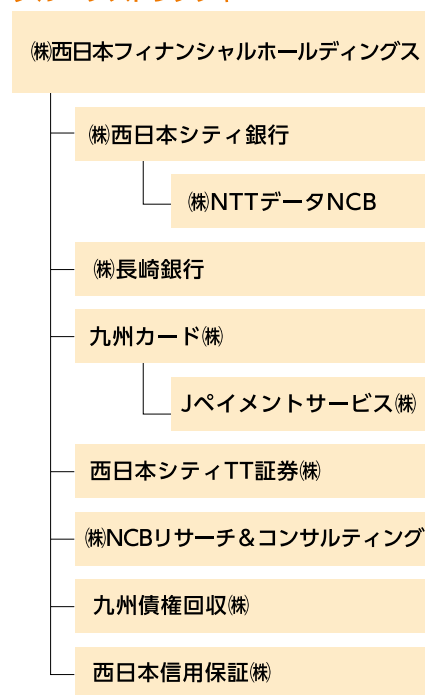 ㈱西日本フィナンシャルホールディングス
㈱西日本シティ銀行
㈱NTTデータNCB
㈱長崎銀行
九州カード㈱
Jペイメントサービス㈱
西日本シティTT証券㈱
㈱NCBリサーチ＆コンサルティング
九州債権回収㈱
西日本信用保証㈱